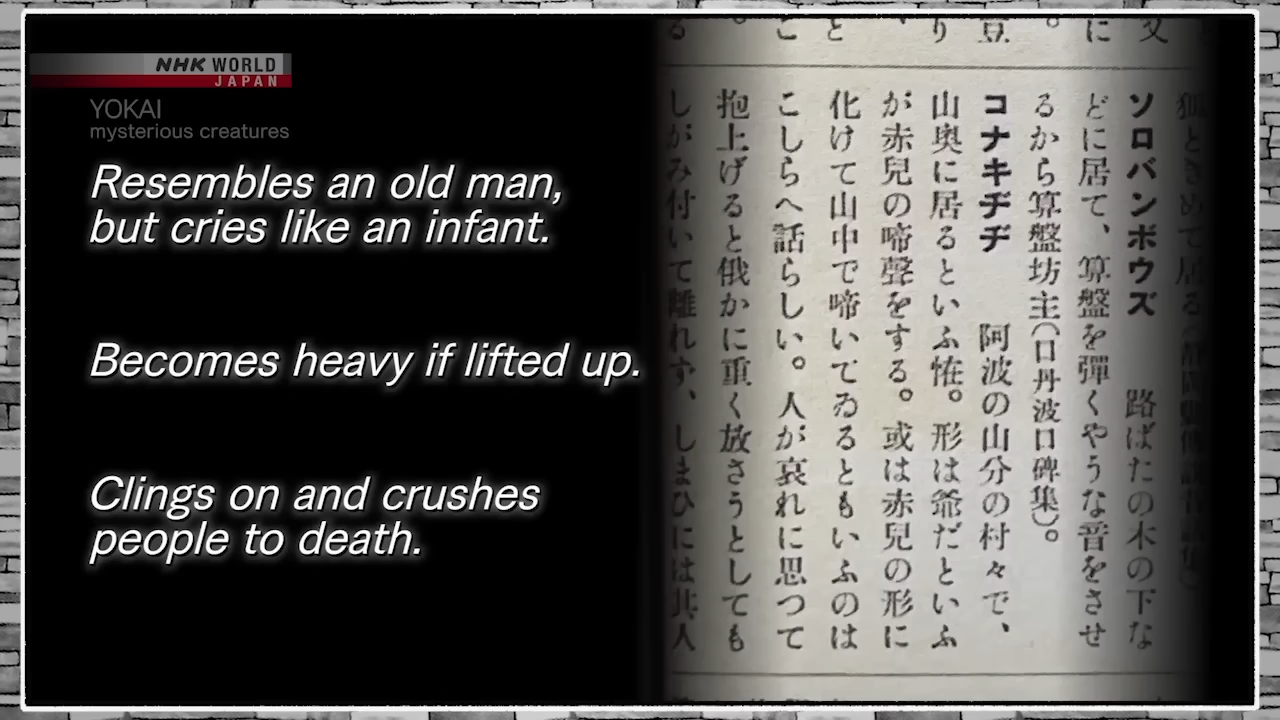 NHK WORLD
JAPAN
YOKAI
mysterious creatures
Resembles an old man,
but cries like an infant.
Becomes heavy if lifted up.
Clings on and crushes
people to death.
ソロバンボウズ 路ばたの木の下な
どに居て、算盤を彈くやうな音をさせ
るから算盤坊主(口丹波口碑集)。
コナキヂヂ 阿波の山分の村々で、
山奥に居るといふ恠。形は爺だといふ
が赤兒の啼聲をする。或は赤兒の形に
化けて山中で啼いてゐるともいふのは
こしらへ話らしい。人が哀れに思つて
抱上げると俄かに重く放さうとしても
しがみ付いて離れず、しまひには其人